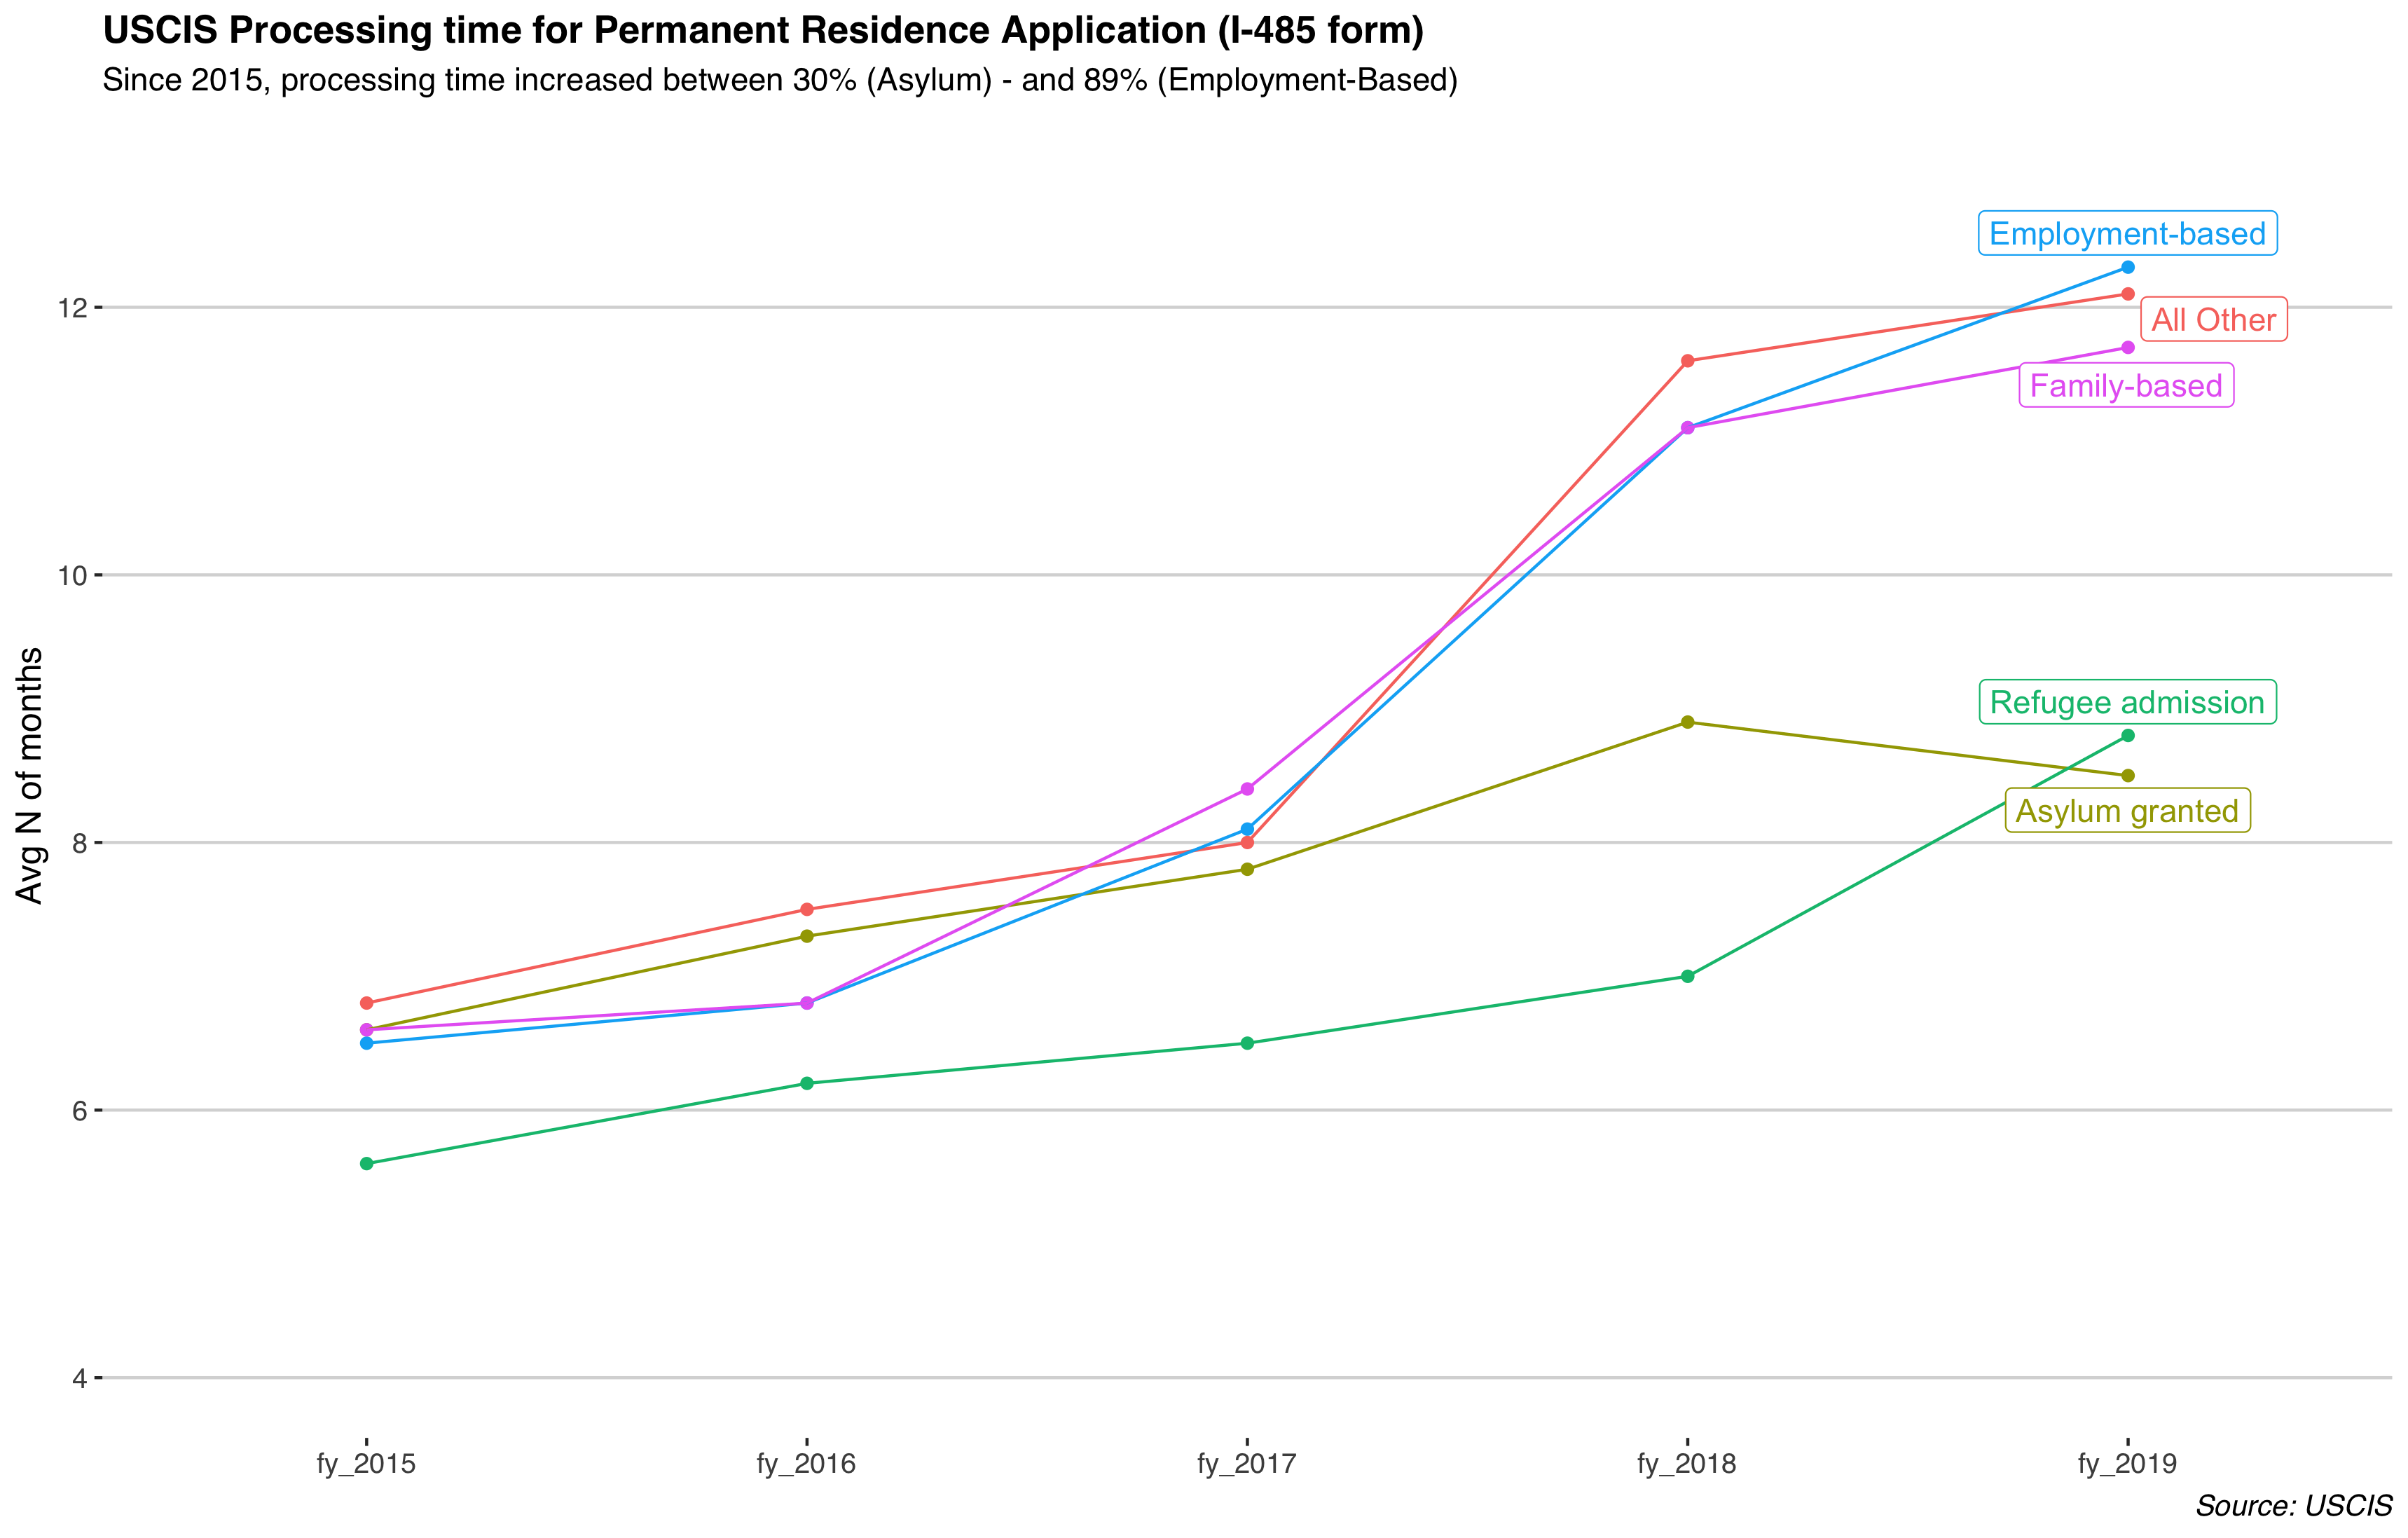 USCIS Processing time for Permanent Residence Application (I-485 form)
Since 2015, processing time increased between 30% (Asylum) - and 89% (Employment-Based)
Employment-based
12
All Other
Family-based
10
Avg N of months
Refugee admission
Asylum granted
8
6
4
fy_2015
fy_2016
fy_2017
fy_2018
fy_2019
Source: USCIS